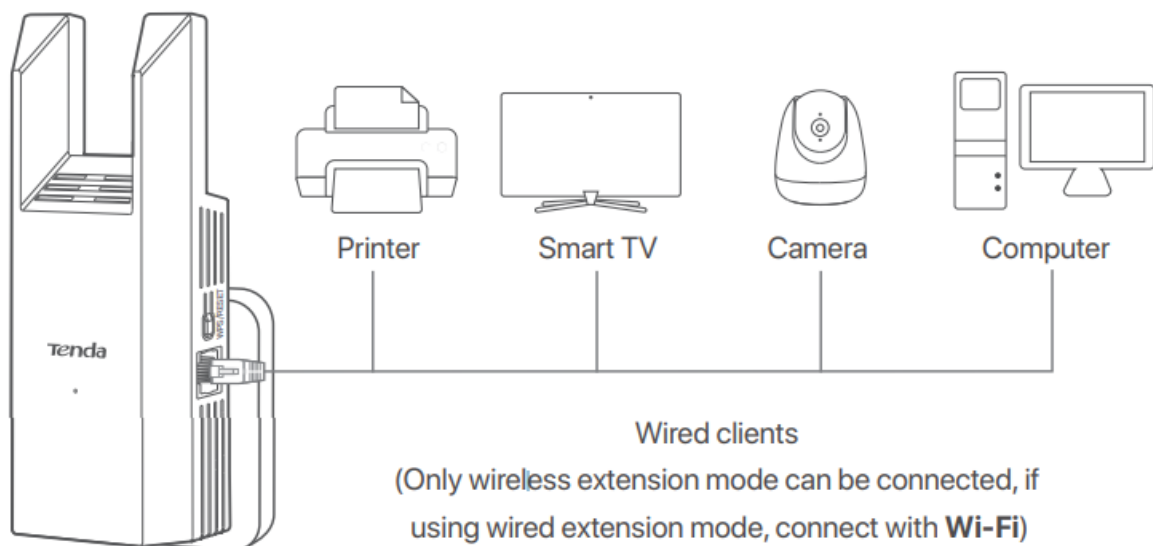 Printer
Smart TV
Camera
Computer
WPS/RESET
Tenda
Wired clients
(Only wireless extension mode can be connected, if
using wired extension mode, connect with Wi-Fi)